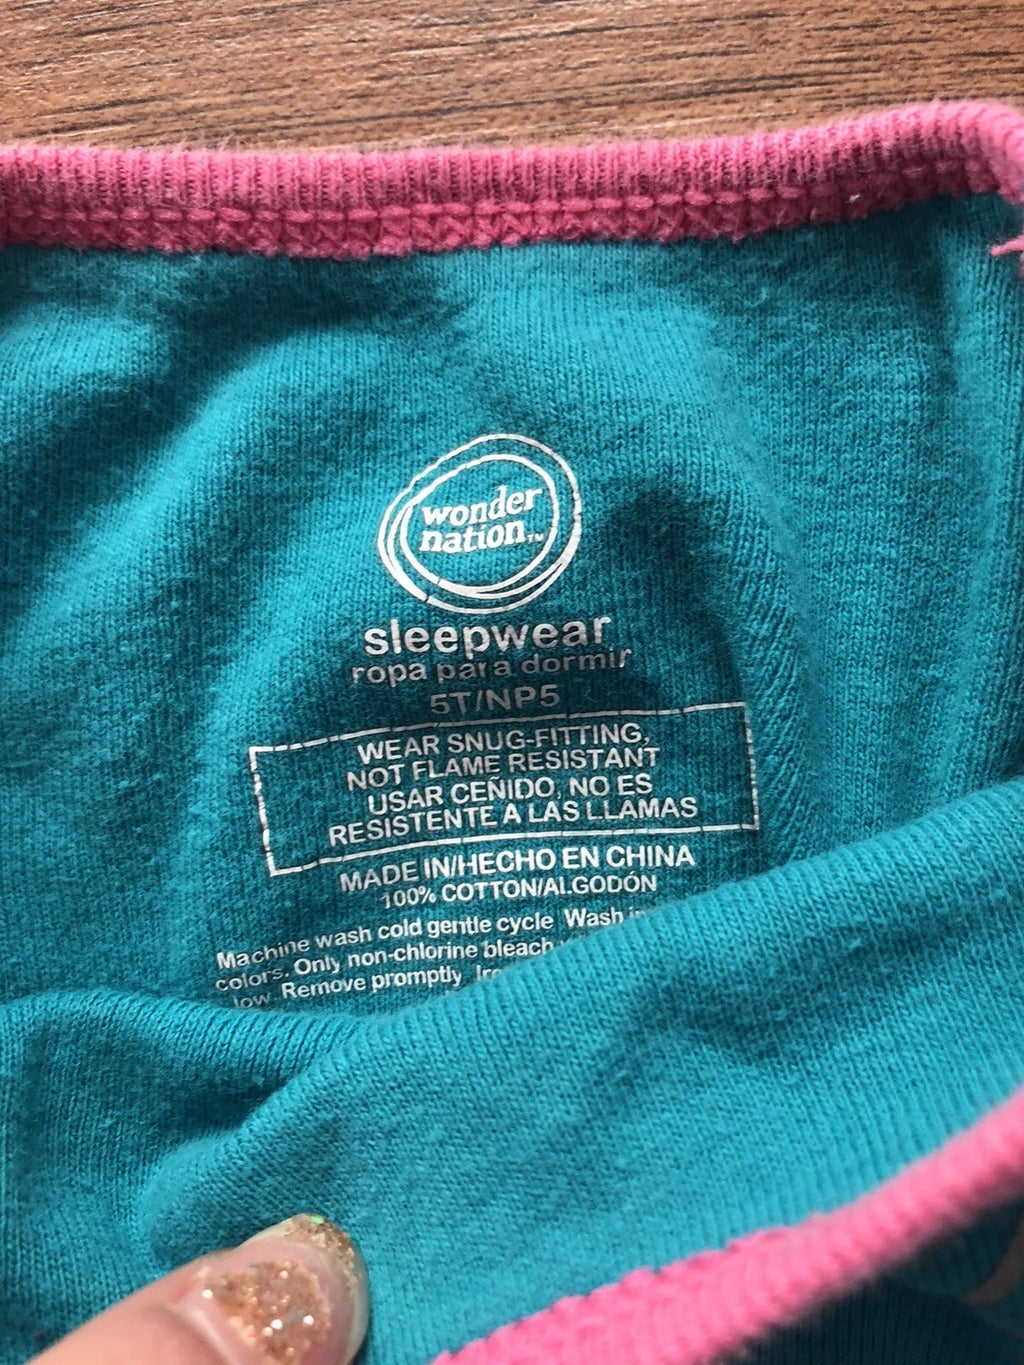 wonder
nation™
sleepwear
ropa para dormir
5T/NP5
WEAR SNUG-FITTING,
NOT FLAME RESISTANT
USAR CEÑIDO, NO ES
RESISTENTE A LAS LLAMAS
MADE IN/HECHO EN CHINA
100% COTTON/ALGODÓN
Machine wash cold gentle cycle Wash
colors. Only non-chlorine bleach
low Remove promptly